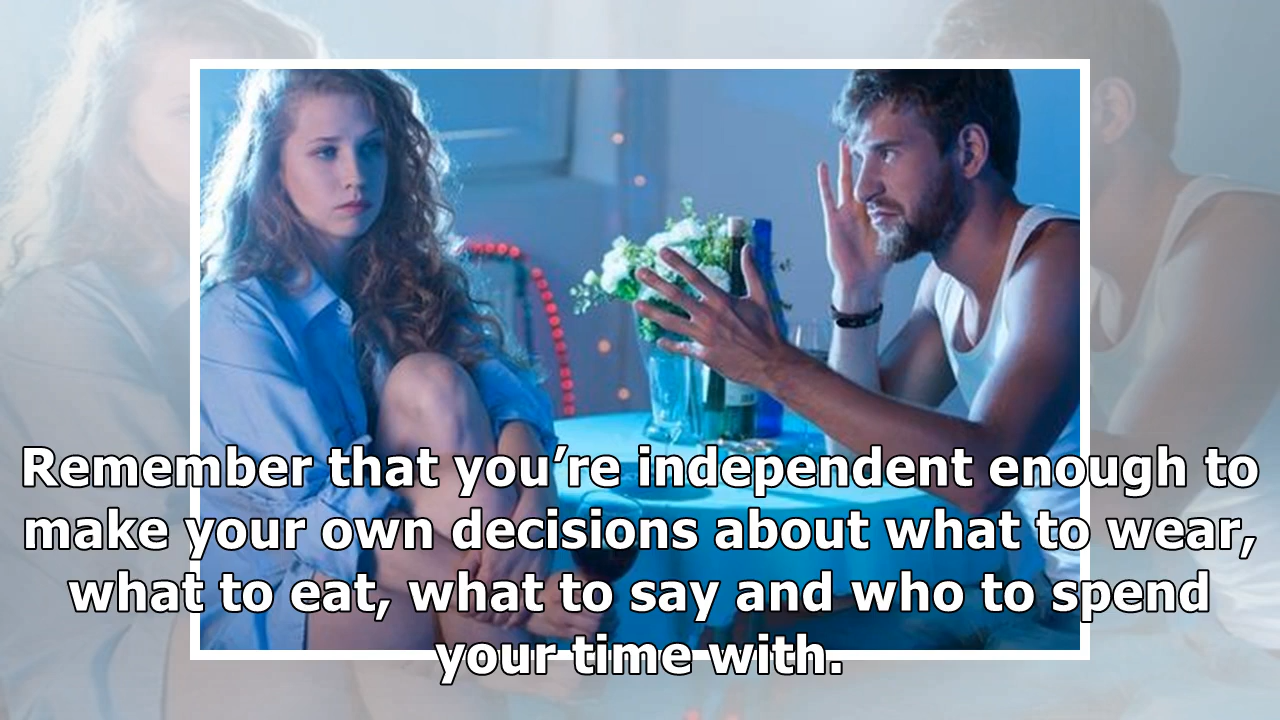 Remember that you’re independent enough to
make your own decisions about what to wear,
what to eat, what to say and who to spend
your time with.